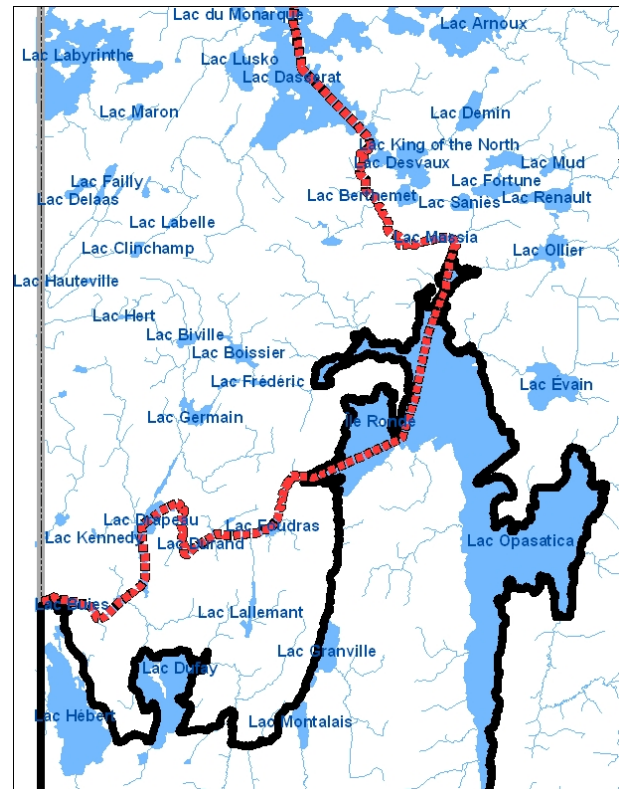 Lac du Monarque
Lac Arnoux
Lac Labyrinthe
Lac Lusko
Lac Dasserat
Lac Maron
Lac Demin
Lac King of the North
Lac Desvaux
Lac Mud
Lac Failly
Lac Fortune
Lac Delaas
Lac Berthemet
Lac Saniès
Lac Renault
Lac Labelle
Lac Clinchamp
Lac Massia
Lac Ollier
Lac Hauteville
Lac Hert
Lac Biville
Lac Boissier
Lac Frédéric
Lac Évain
Lac Germain
Île Ronde
Lac Drapeau
Lac Foudras
Lac Kennedy
Lac Durand
Lac Opasatica
Lac Buies
Lac Lallemant
Lac Granville
Lac Dufay
Lac Hébert
Lac Montalais